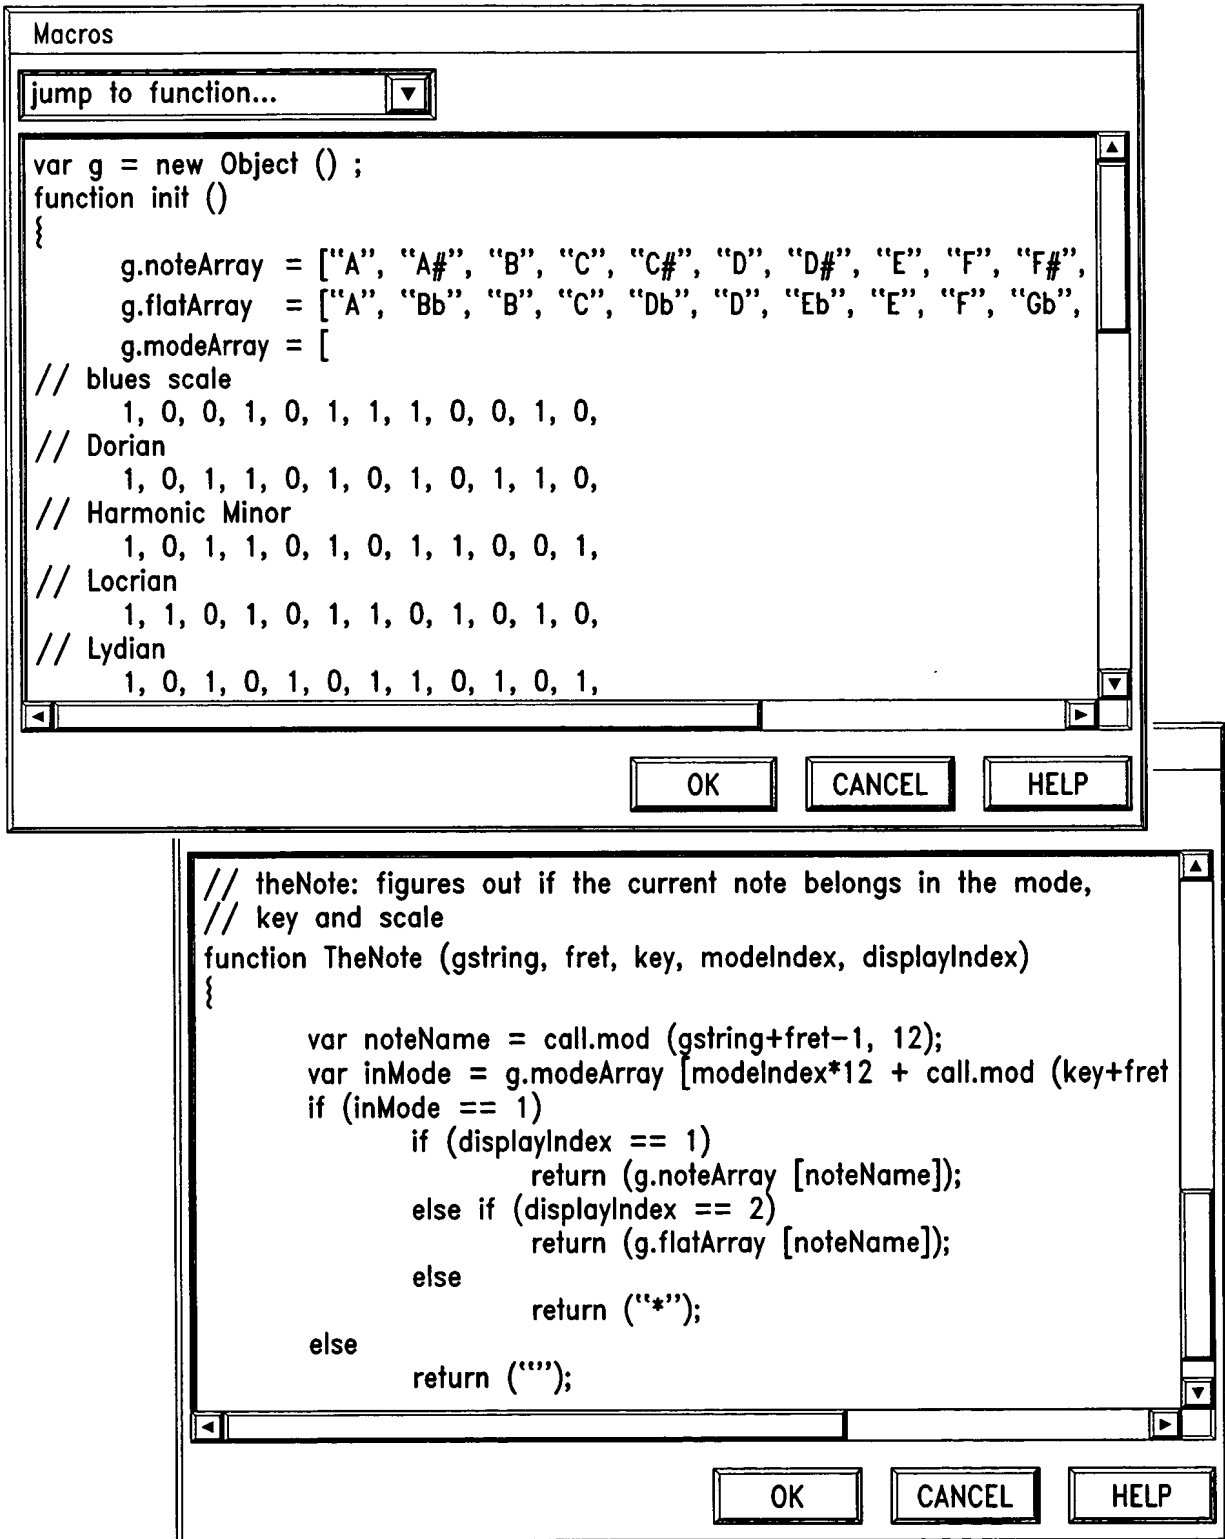 Macros
jump to function...
var g = new Object () ;
function init ()
{
g.noteArray = [“A”, “A#”, “B”, “C”, “C#”, “D”, “D#”, “E”, “F”, “F#”,
g.flatArray = [“A”, “Bb”, “B”, “C”, “Db”, “D”, “Eb”, “E”, “F”, “Gb”,
g.modeArray = [
// blues scale
1, 0, 0, 1, 0, 1, 1, 1, 0, 0, 1, 0,
// Dorian
1, 0, 1, 1, 0, 1, 0, 1, 0, 1, 1, 0,
// Harmonic Minor
1, 0, 1, 1, 0, 1, 0, 1, 1, 0, 0, 1,
// Locrian
1, 1, 0, 1, 0, 1, 1, 0, 1, 0, 1, 0,
// Lydian
1, 0, 1, 0, 1, 0, 1, 1, 0, 1, 0, 1,
OK CANCEL HELP
// theNote: figures out if the current note belongs in the mode,
// key and scale
function TheNote (gstring, fret, key, modeIndex, displayIndex)
{
var noteName = call.mod (gstring+fret-1, 12);
var inMode = g.modeArray [modeIndex*12 + call.mod (key+fret
if (inMode == 1)
if (displayIndex == 1)
return (g.noteArray [noteName]);
else if (displayIndex == 2)
return (g.flatArray [noteName]);
else
return (“*”);
else
return (“”);
OK CANCEL HELP